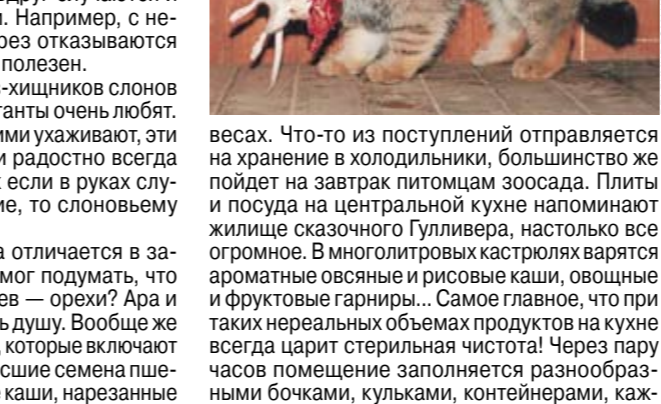 и. Например, с не-
рез отказываются
полезен.
-хищников слонов
ганты очень любят.
ими ухаживают, эти
и радостно всегда
если в руках слу-
ие, то слоновьему
а отличается в за-
мог подумать, что
ев — орехи? Ара и
ь душу. Вообще же
, которые включают
сшие семена пше-
каши, нарезанные
весах. Что-то из поступлений отправляется
на хранение в холодильники, большинство же
пойдет на завтрак питомцам зоосада. Плиты
и посуда на центральной кухне напоминают
жилище сказочного Гулливера, настолько все
огромное. В многолитровых кастрюлях варятся
ароматные овсяные и рисовые каши, овощные
и фруктовые гарниры... Самое главное, что при
таких нереальных объемах продуктов на кухне
всегда царит стерильная чистота! Через пару
часов помещение заполняется разнообраз-
ными бочками, кульками, контейнерами, каж-